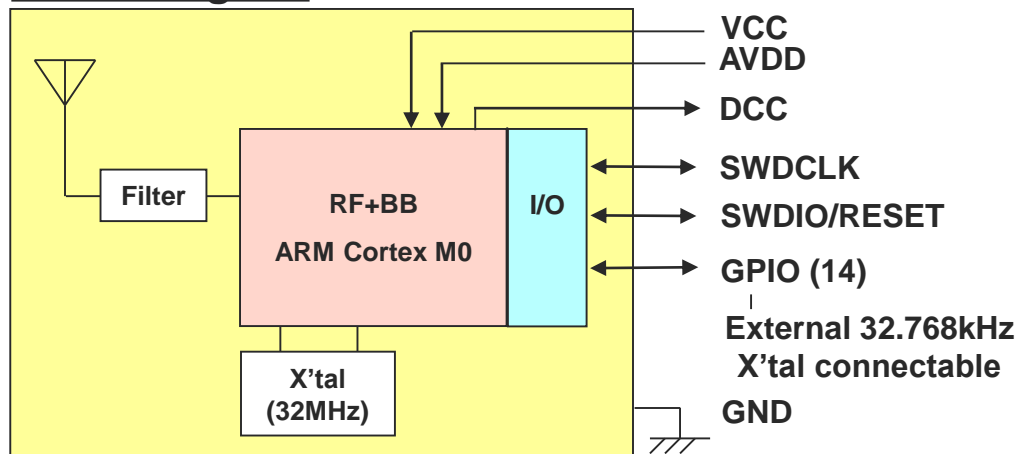 VCC
AVDD
DCC
Filter
RF+BB
ARM Cortex M0
I/O
SWDCLK
SWDIO/RESET
GPIO (14)
External 32.768kHz
X'tal connectable
X'tal
(32MHz)
GND